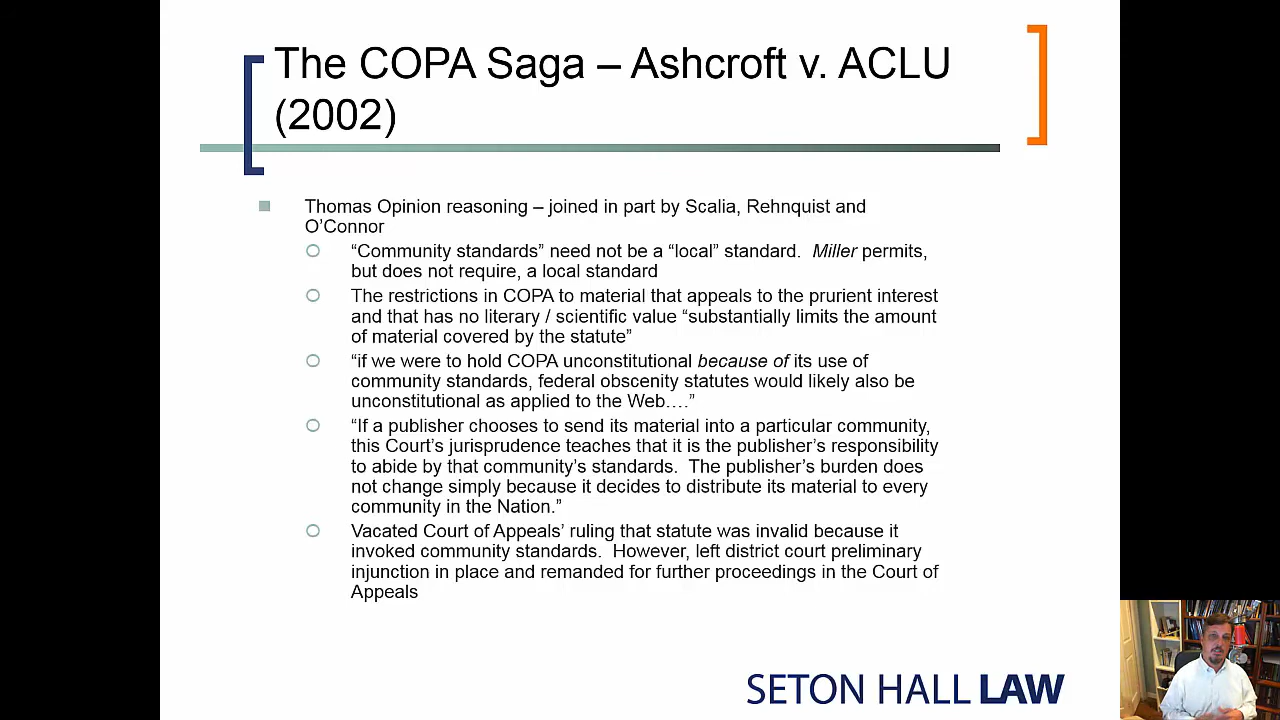 The COPA Saga – Ashcroft v. ACLU
(2002)
Thomas Opinion reasoning – joined in part by Scalia, Rehnquist and
O’Connor
“Community standards” need not be a “local” standard.  Miller permits,
but does not require, a local standard
The restrictions in COPA to material that appeals to the prurient interest
and that has no literary / scientific value “substantially limits the amount
of material covered by the statute”
“if we were to hold COPA unconstitutional because of its use of
community standards, federal obscenity statutes would likely also be
unconstitutional as applied to the Web….”
“If a publisher chooses to send its material into a particular community,
this Court’s jurisprudence teaches that it is the publisher’s responsibility
to abide by that community’s standards.  The publisher’s burden does
not change simply because it decides to distribute its material to every
community in the Nation.”
Vacated Court of Appeals’ ruling that statute was invalid because it
invoked community standards.  However, left district court preliminary
injunction in place and remanded for further proceedings in the Court of
Appeals
SETON HALL LAW